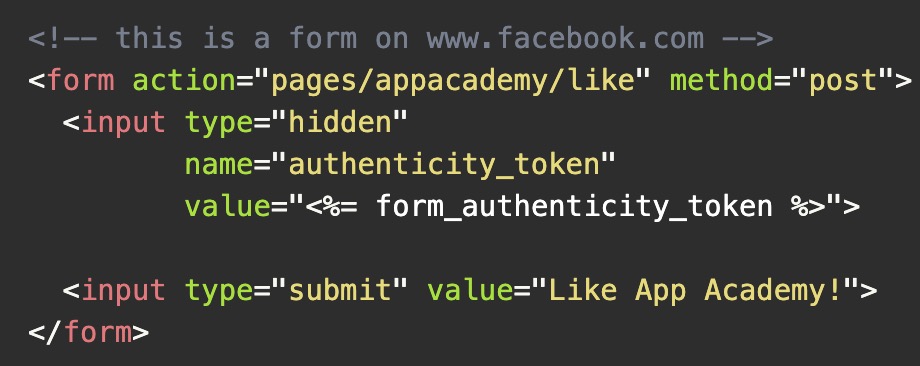 <!-- this is a form on www.facebook.com -->
<form action="pages/appacademy/like" method="post">
  <input type="hidden"
         name="authenticity_token"
         value="<%= form_authenticity_token %>">

  <input type="submit" value="Like App Academy!">
</form>